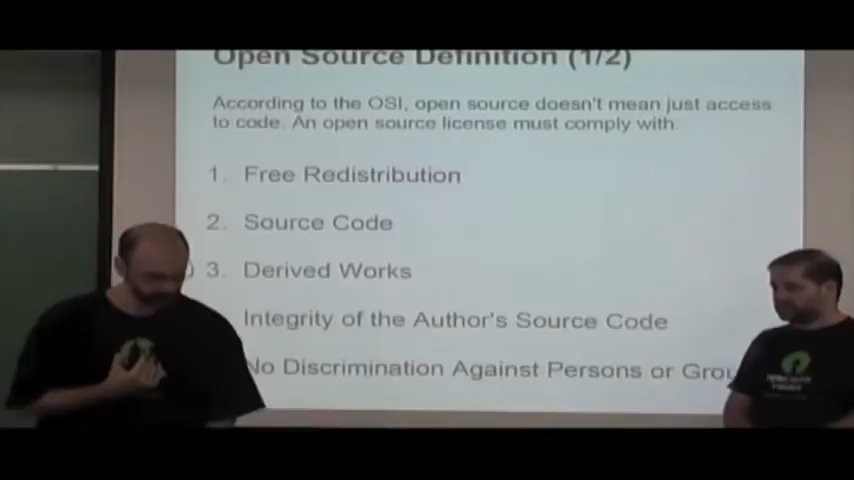 Open Source Definition (1/2)
According to the OSI, open source doesn't mean just access
to code. An open source license must comply with:
1. Free Redistribution
2. Source Code
3. Derived Works
Integrity of the Author's Source Code
No Discrimination Against Persons or